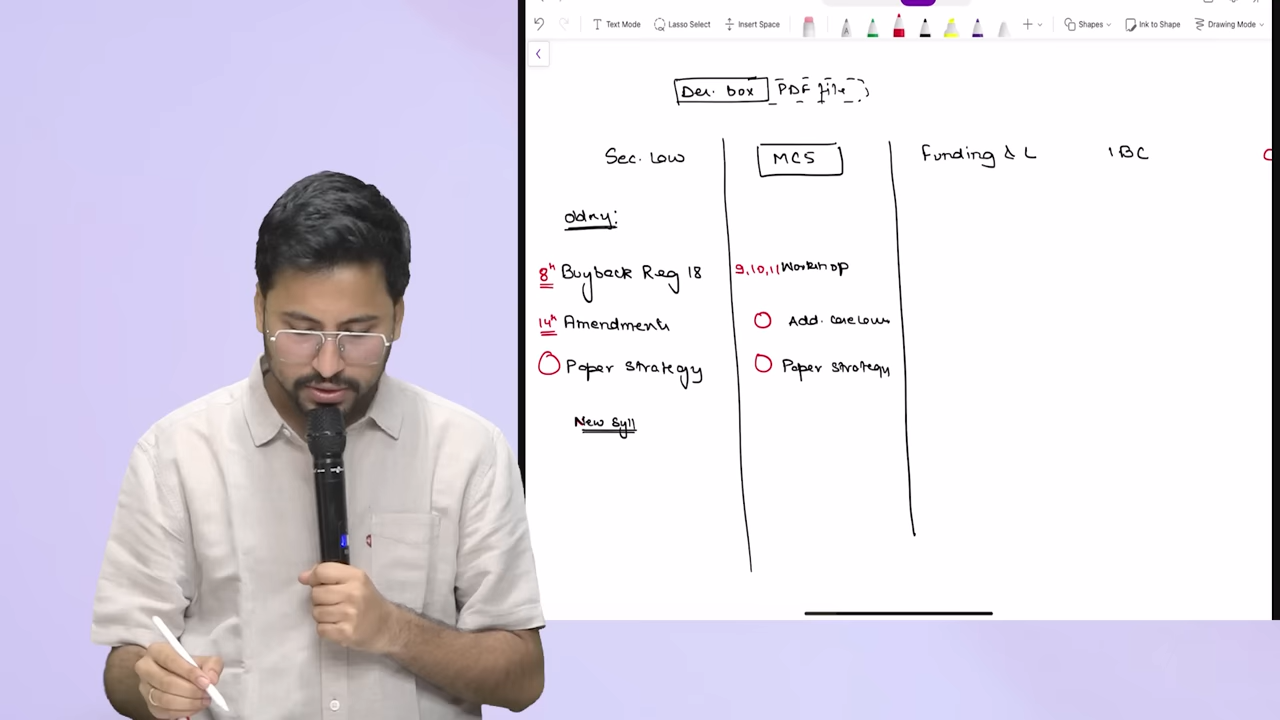 Text Mode Lasso Select Insert Space Shapes Ink to Shape Drawing Mode
Des. box PDF file
Sec. Law MCS Funding & L IBC
odny:
8th Buyback Reg 18 9,10,11 Workshop
14th Amendments Add. caselaws
Paper strategy Paper strategy
New Syll